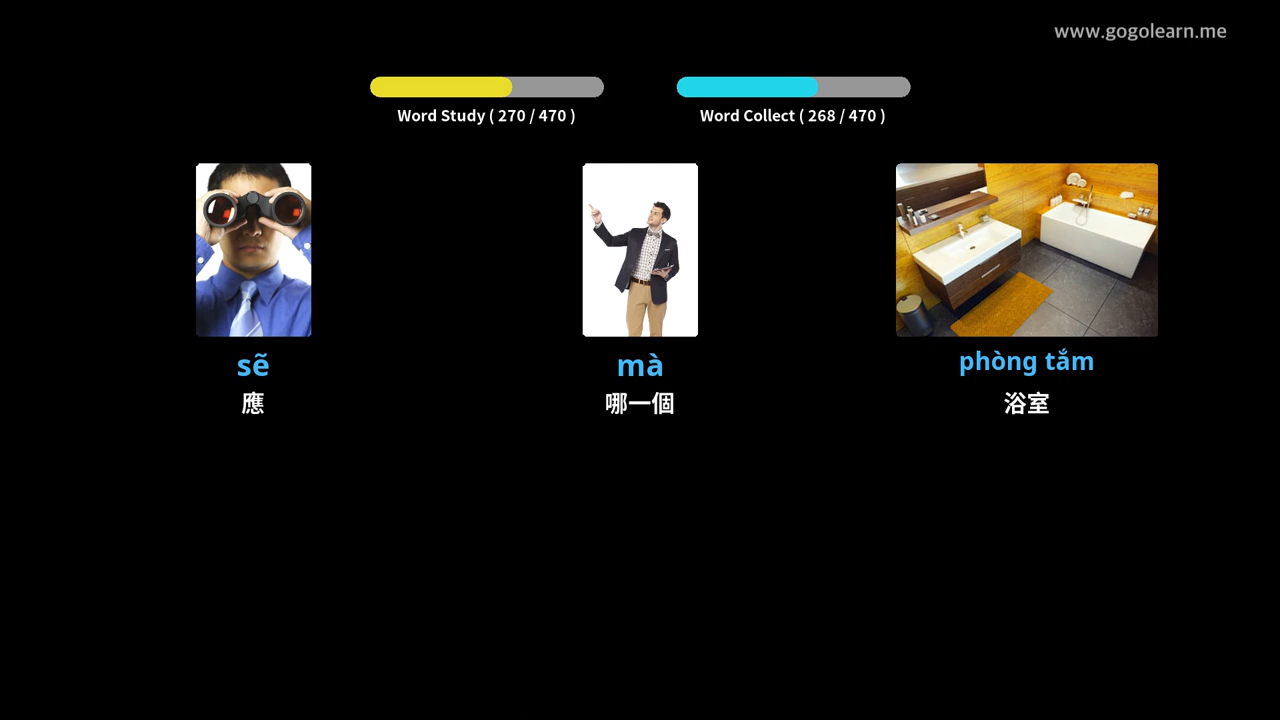 www.gogolearn.me
Word Study ( 270 / 470 )
Word Collect ( 268 / 470 )
sẽ
mà
phòng tắm
應
哪一個
浴室